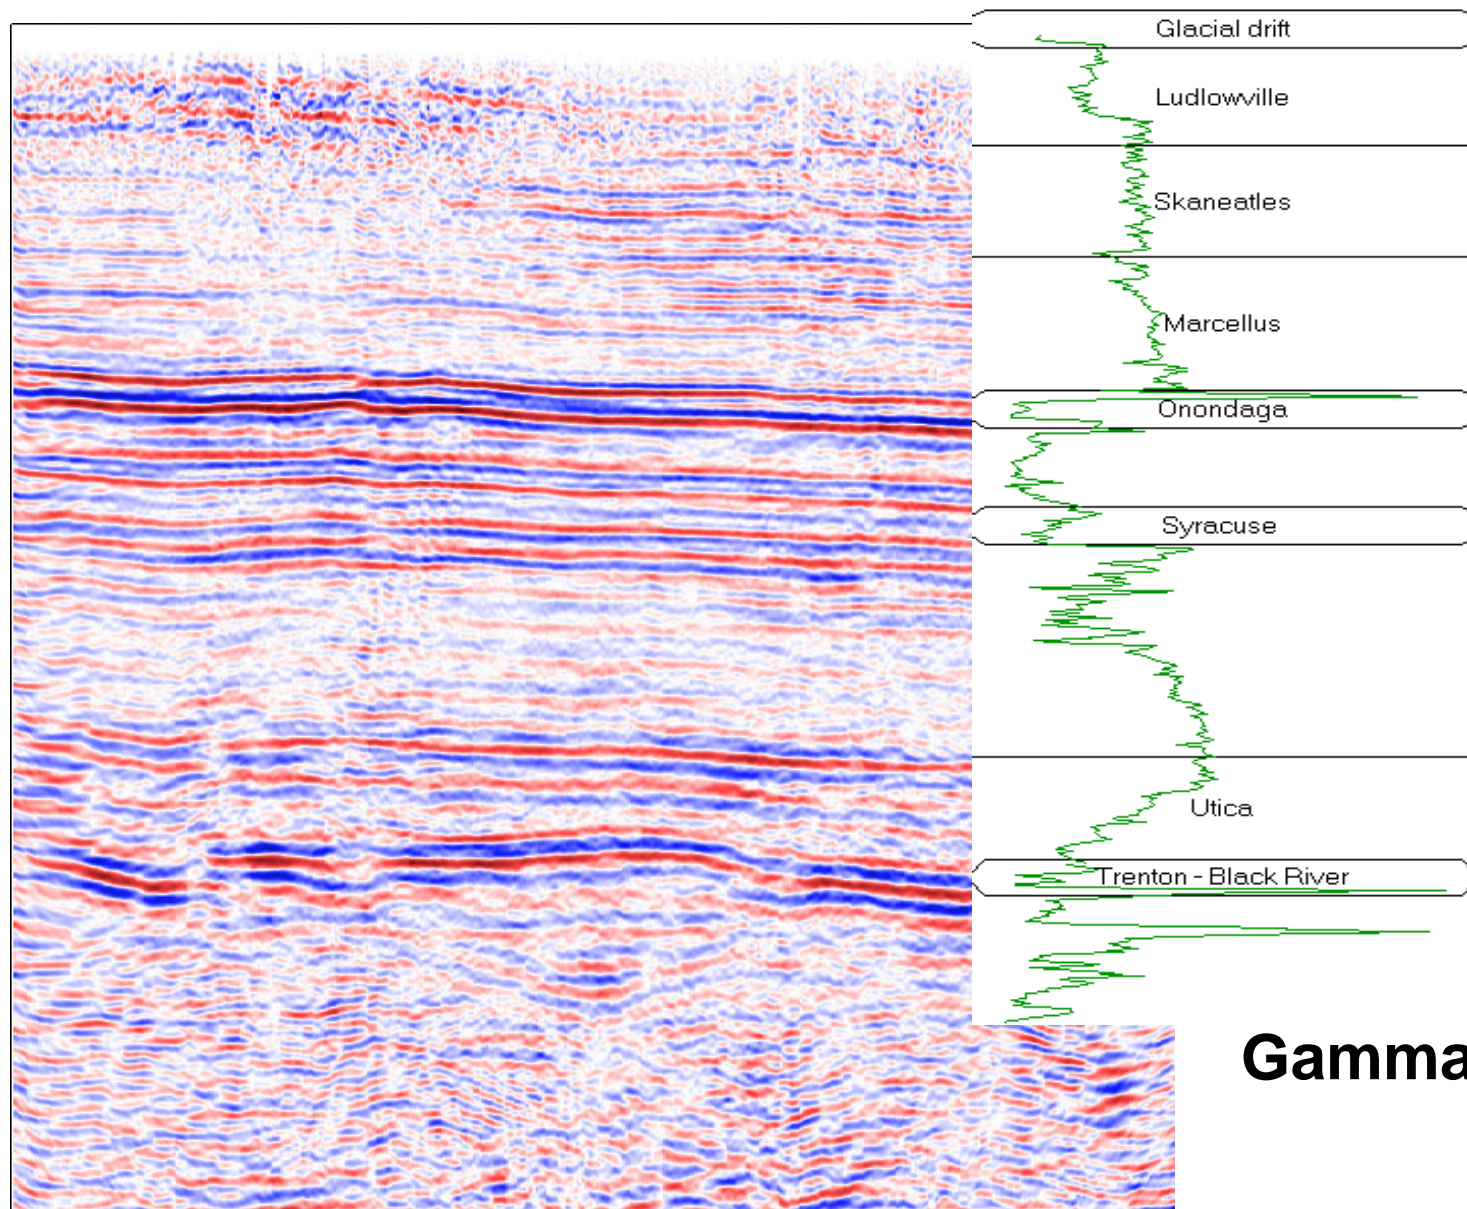 Glacial drift
Ludlowville
Skaneatles
Marcellus
Onondaga
Syracuse
Utica
Trenton - Black River
Gamma